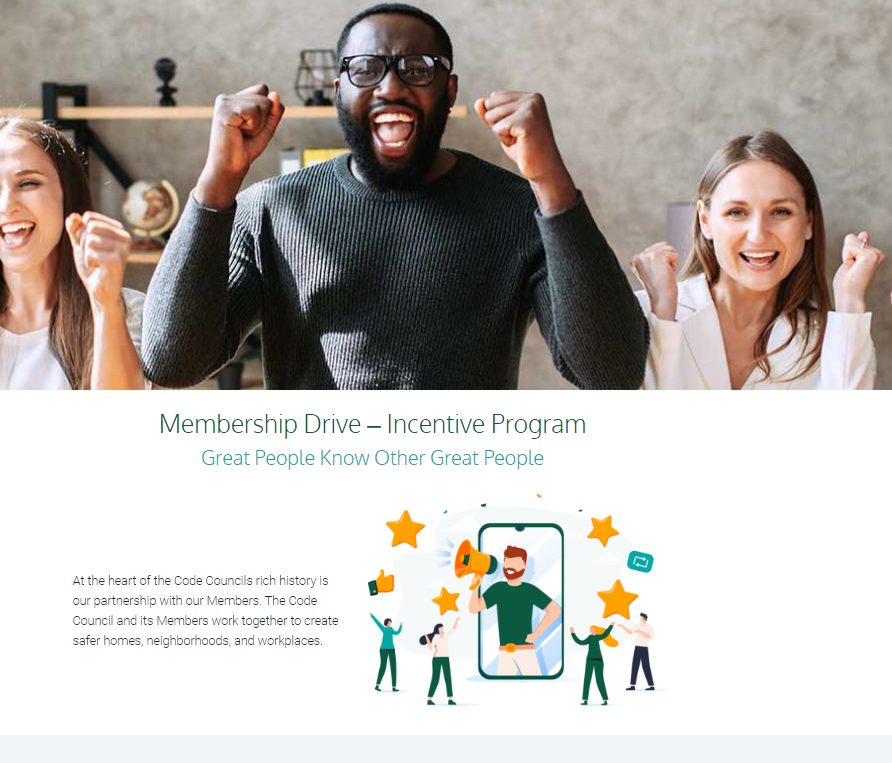 Membership Drive – Incentive Program
Great People Know Other Great People
At the heart of the Code Councils rich history is
our partnership with our Members. The Code
Council and its Members work together to create
safer homes, neighborhoods, and workplaces.